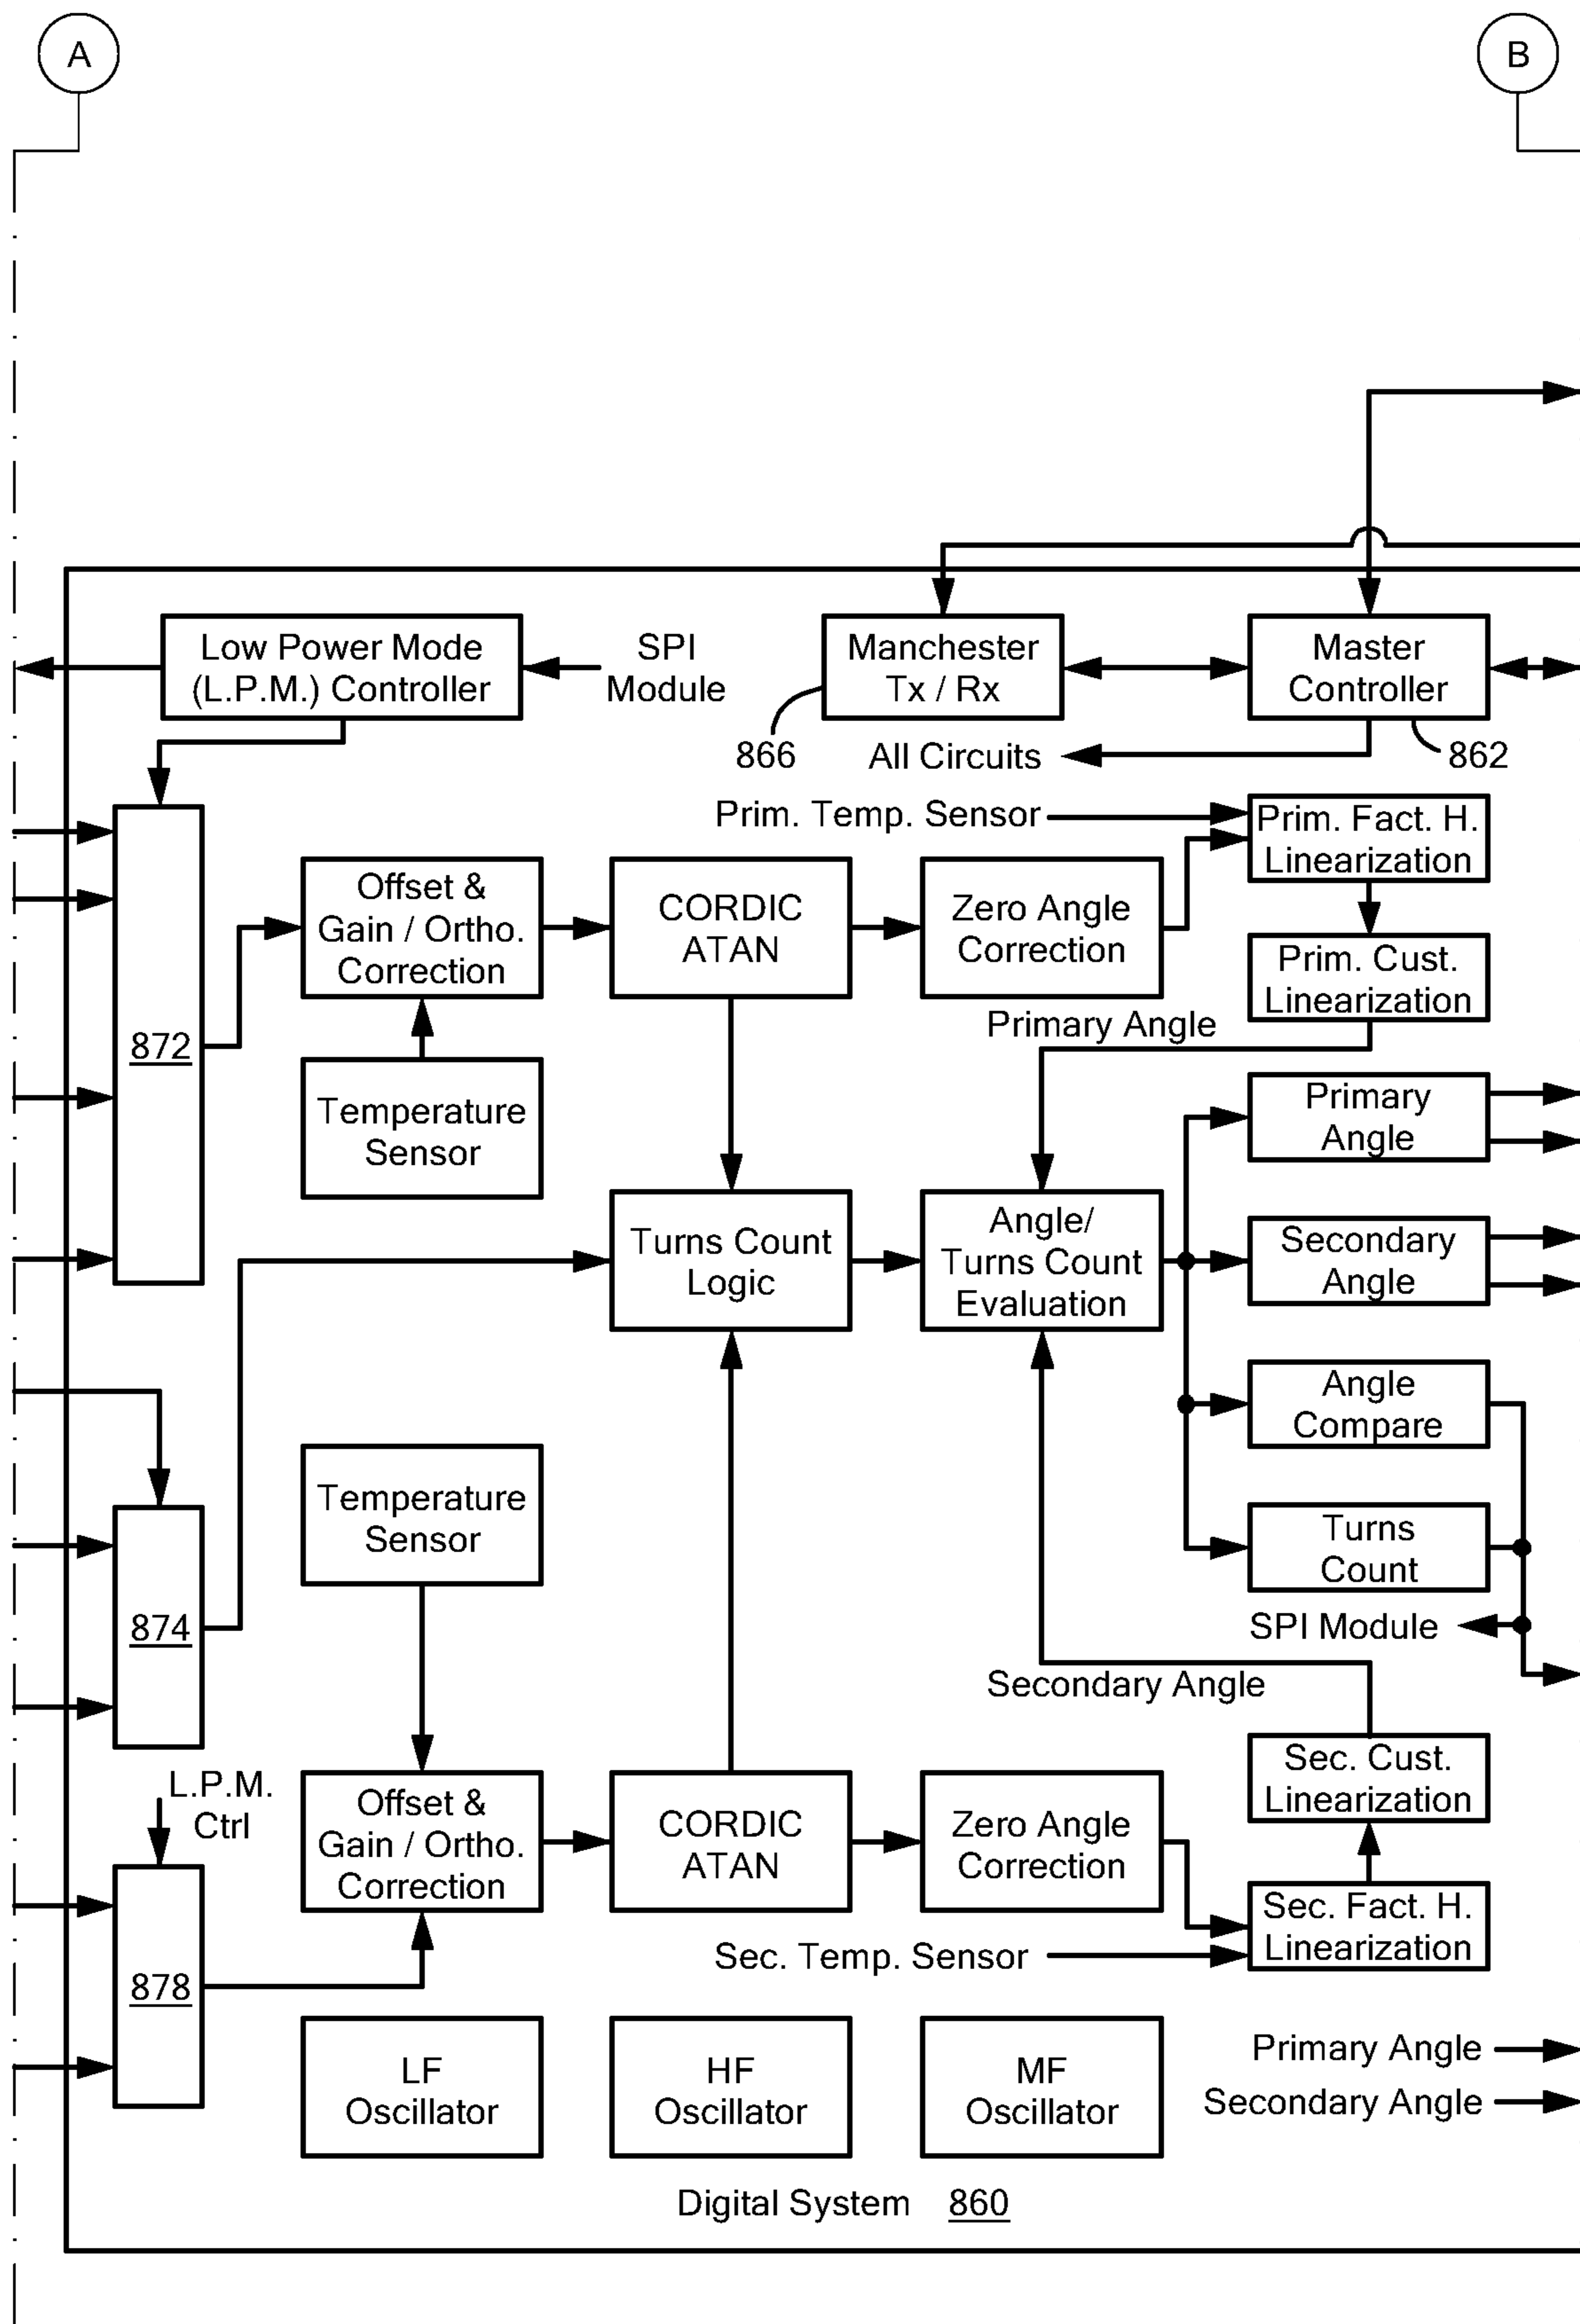 A
B
Low Power Mode
(L.P.M.) Controller
SPI
Module
Manchester
Tx / Rx
Master
Controller
866
All Circuits
862
Prim. Temp. Sensor
Prim. Fact. H.
Linearization
Offset &
Gain / Ortho.
Correction
CORDIC
ATAN
Zero Angle
Correction
Prim. Cust.
Linearization
872
Primary Angle
Temperature
Sensor
Primary
Angle
Turns Count
Logic
Angle/
Turns Count
Evaluation
Secondary
Angle
Angle
Compare
Temperature
Sensor
Turns
Count
874
SPI Module
Secondary Angle
L.P.M.
Ctrl
Offset &
Gain / Ortho.
Correction
CORDIC
ATAN
Zero Angle
Correction
Sec. Cust.
Linearization
Sec. Fact. H.
Linearization
Sec. Temp. Sensor
878
LF
Oscillator
HF
Oscillator
MF
Oscillator
Primary Angle
Secondary Angle
Digital System 860